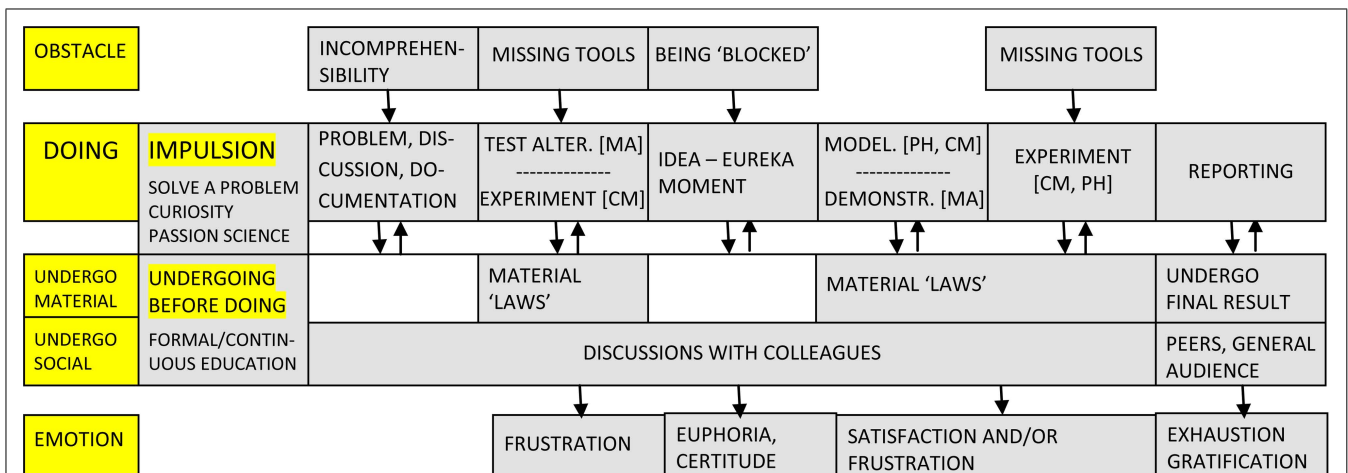 OBSTACLE
INCOMPREHEN-
SIBILITY
MISSING TOOLS
BEING ‘BLOCKED’
MISSING TOOLS
DOING
IMPULSION
SOLVE A PROBLEM
CURIOSITY
PASSION SCIENCE
PROBLEM, DIS-
CUSSION, DO-
CUMENTATION
TEST ALTER. [MA]
--------------
EXPERIMENT [CM]
IDEA – EUREKA
MOMENT
MODEL. [PH, CM]
--------------
DEMONSTR. [MA]
EXPERIMENT
[CM, PH]
REPORTING
UNDERGO
MATERIAL
UNDERGOING
BEFORE DOING
MATERIAL
‘LAWS’
MATERIAL ‘LAWS’
UNDERGO
FINAL RESULT
UNDERGO
SOCIAL
FORMAL/CONTIN-
UOUS EDUCATION
DISCUSSIONS WITH COLLEAGUES
PEERS, GENERAL
AUDIENCE
EMOTION
FRUSTRATION
EUPHORIA,
CERTITUDE
SATISFACTION AND/OR
FRUSTRATION
EXHAUSTION
GRATIFICATION